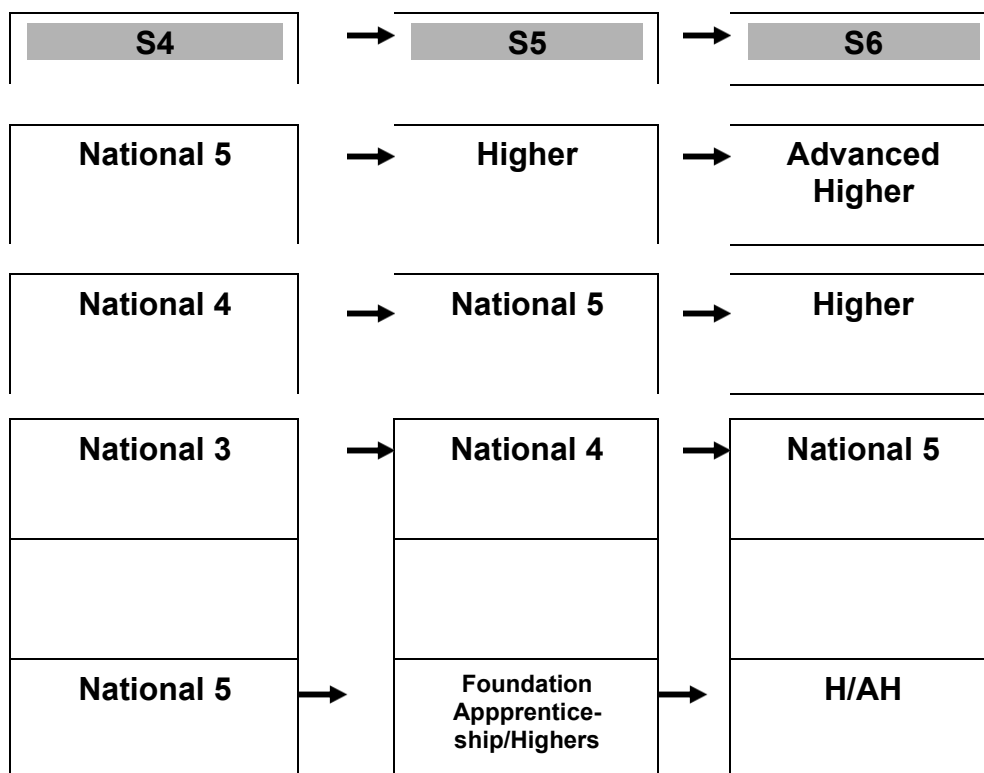 S4 S5 S6
National 5 Higher Advanced
Higher
National 4 National 5 Higher
National 3 National 4 National 5
National 5 Foundation H/AH
Appprentice-
ship/Highers